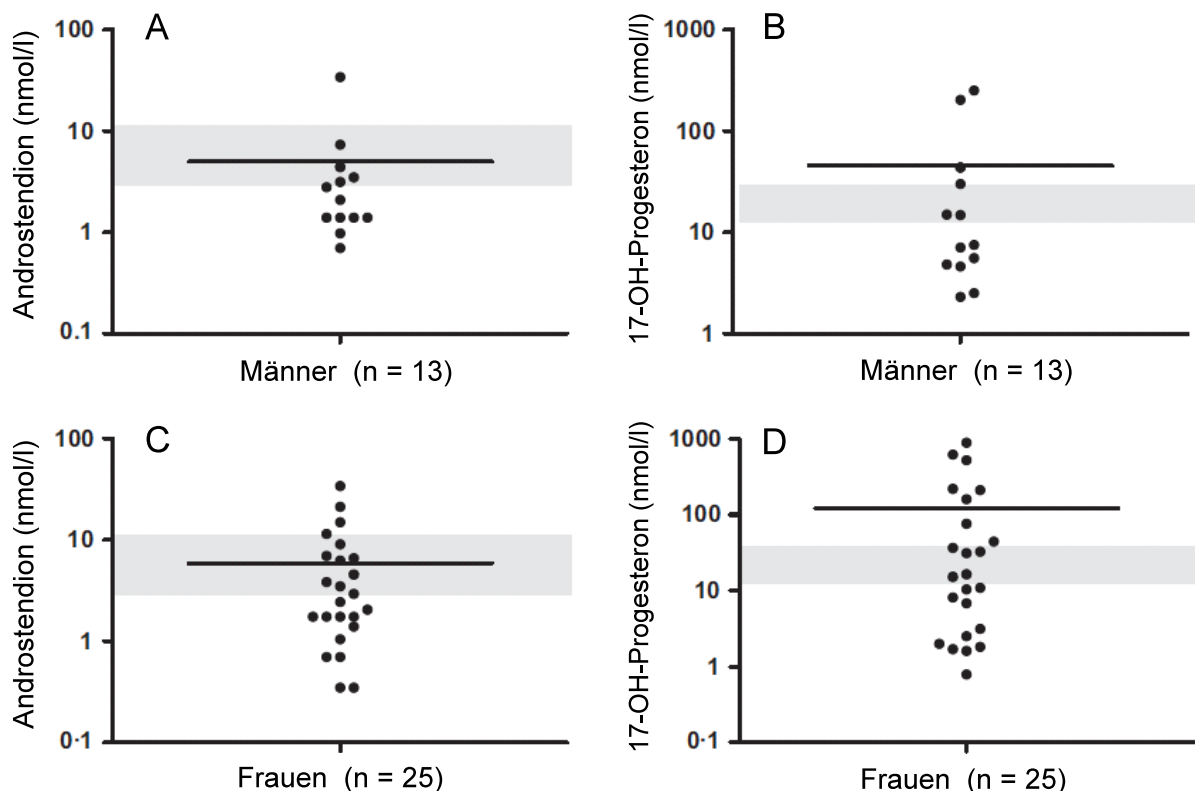 A
Androstendion (nmol/l)
100
10
1
0.1
Männer (n = 13)
B
17-OH-Progesteron (nmol/l)
1000
100
10
1
Männer (n = 13)
C
Androstendion (nmol/l)
100
10
1
0·1
Frauen (n = 25)
D
17-OH-Progesteron (nmol/l)
1000
100
10
1
0·1
Frauen (n = 25)